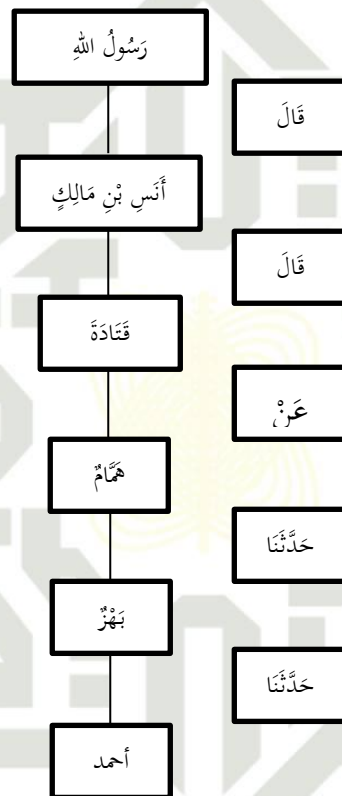 رَسُولُ اللهِ
قَالَ
أَنَسِ بْنِ مَالِكٍ
قَالَ
قَتَادَةَ
عَنْ
هَمَّامٌ
حَدَّثَنَا
بَهْزٌ
حَدَّثَنَا
أحمد